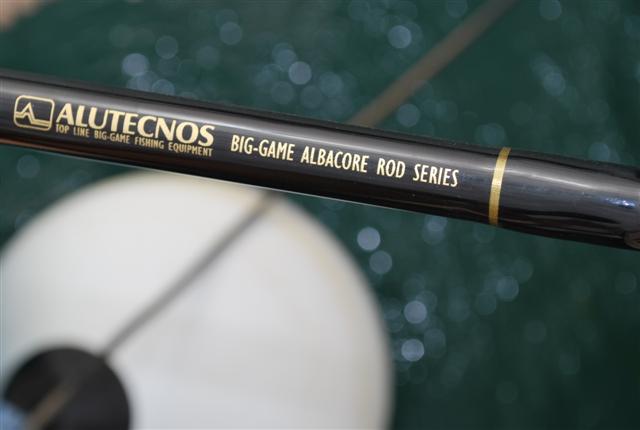 ALUTECNOS
TOP LINE BIG-GAME FISHING EQUIPMENT
BIG-GAME ALBACORE ROD SERIES